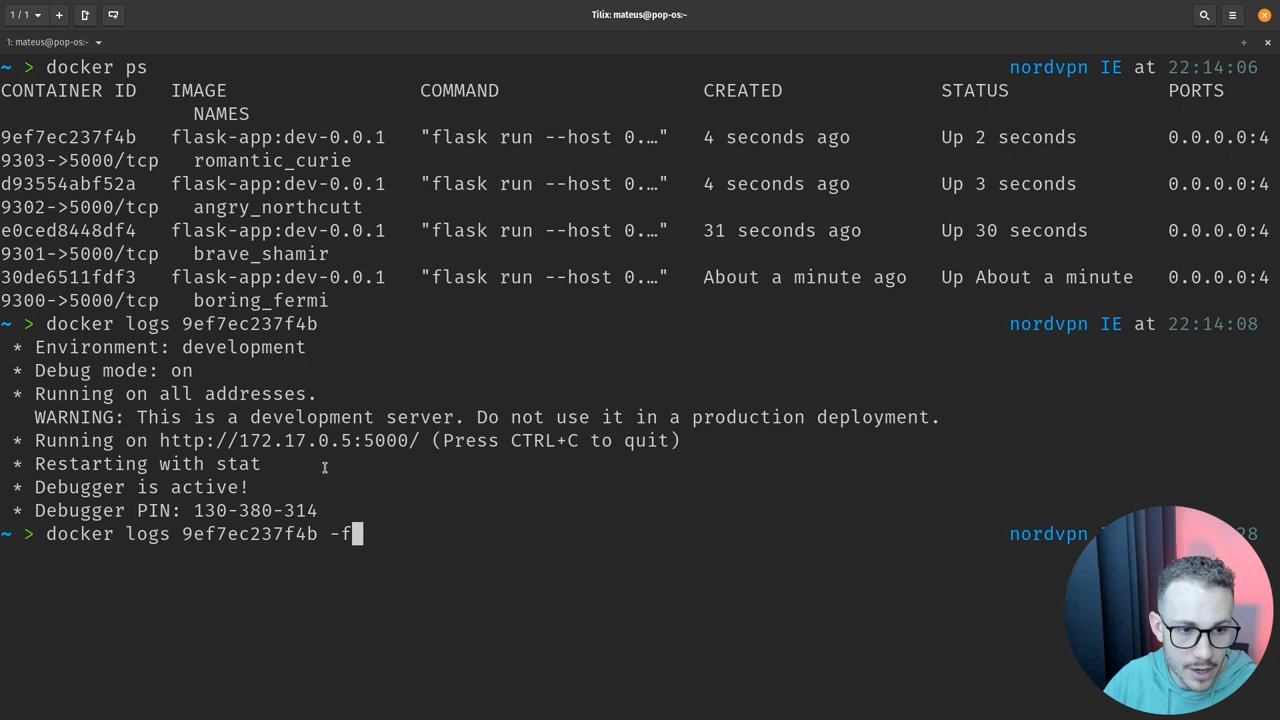 1 / 1
Tilix: mateus@pop-os:~
1: mateus@pop-os:~
~ > docker ps nordvpn IE at 22:14:06
CONTAINER ID IMAGE COMMAND CREATED STATUS PORTS
NAMES
9ef7ec237f4b flask-app:dev-0.0.1 "flask run --host 0.…" 4 seconds ago Up 2 seconds 0.0.0.0:4
9303->5000/tcp romantic_curie
d93554abf52a flask-app:dev-0.0.1 "flask run --host 0.…" 4 seconds ago Up 3 seconds 0.0.0.0:4
9302->5000/tcp angry_northcutt
e0ced8448df4 flask-app:dev-0.0.1 "flask run --host 0.…" 31 seconds ago Up 30 seconds 0.0.0.0:4
9301->5000/tcp brave_shamir
30de6511fdf3 flask-app:dev-0.0.1 "flask run --host 0.…" About a minute ago Up About a minute 0.0.0.0:4
9300->5000/tcp boring_fermi
~ > docker logs 9ef7ec237f4b nordvpn IE at 22:14:08
* Environment: development
* Debug mode: on
* Running on all addresses.
WARNING: This is a development server. Do not use it in a production deployment.
* Running on http://172.17.0.5:5000/ (Press CTRL+C to quit)
* Restarting with stat
* Debugger is active!
* Debugger PIN: 130-380-314
~ > docker logs 9ef7ec237f4b -f nordvpn 28